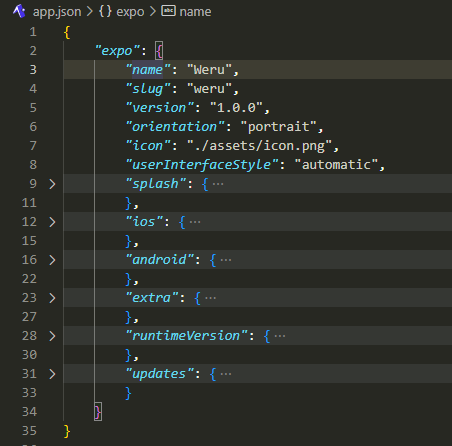 app.json > {} expo > abc name
1 {
2 "expo": {
3 "name": "Weru",
4 "slug": "weru",
5 "version": "1.0.0",
6 "orientation": "portrait",
7 "icon": "./assets/icon.png",
8 "userInterfaceStyle": "automatic",
9 > "splash": { ···
11 },
12 > "ios": { ···
15 },
16 > "android": { ···
22 },
23 > "extra": { ···
27 },
28 > "runtimeVersion": { ···
30 },
31 > "updates": { ···
33 }
34 }
35 }